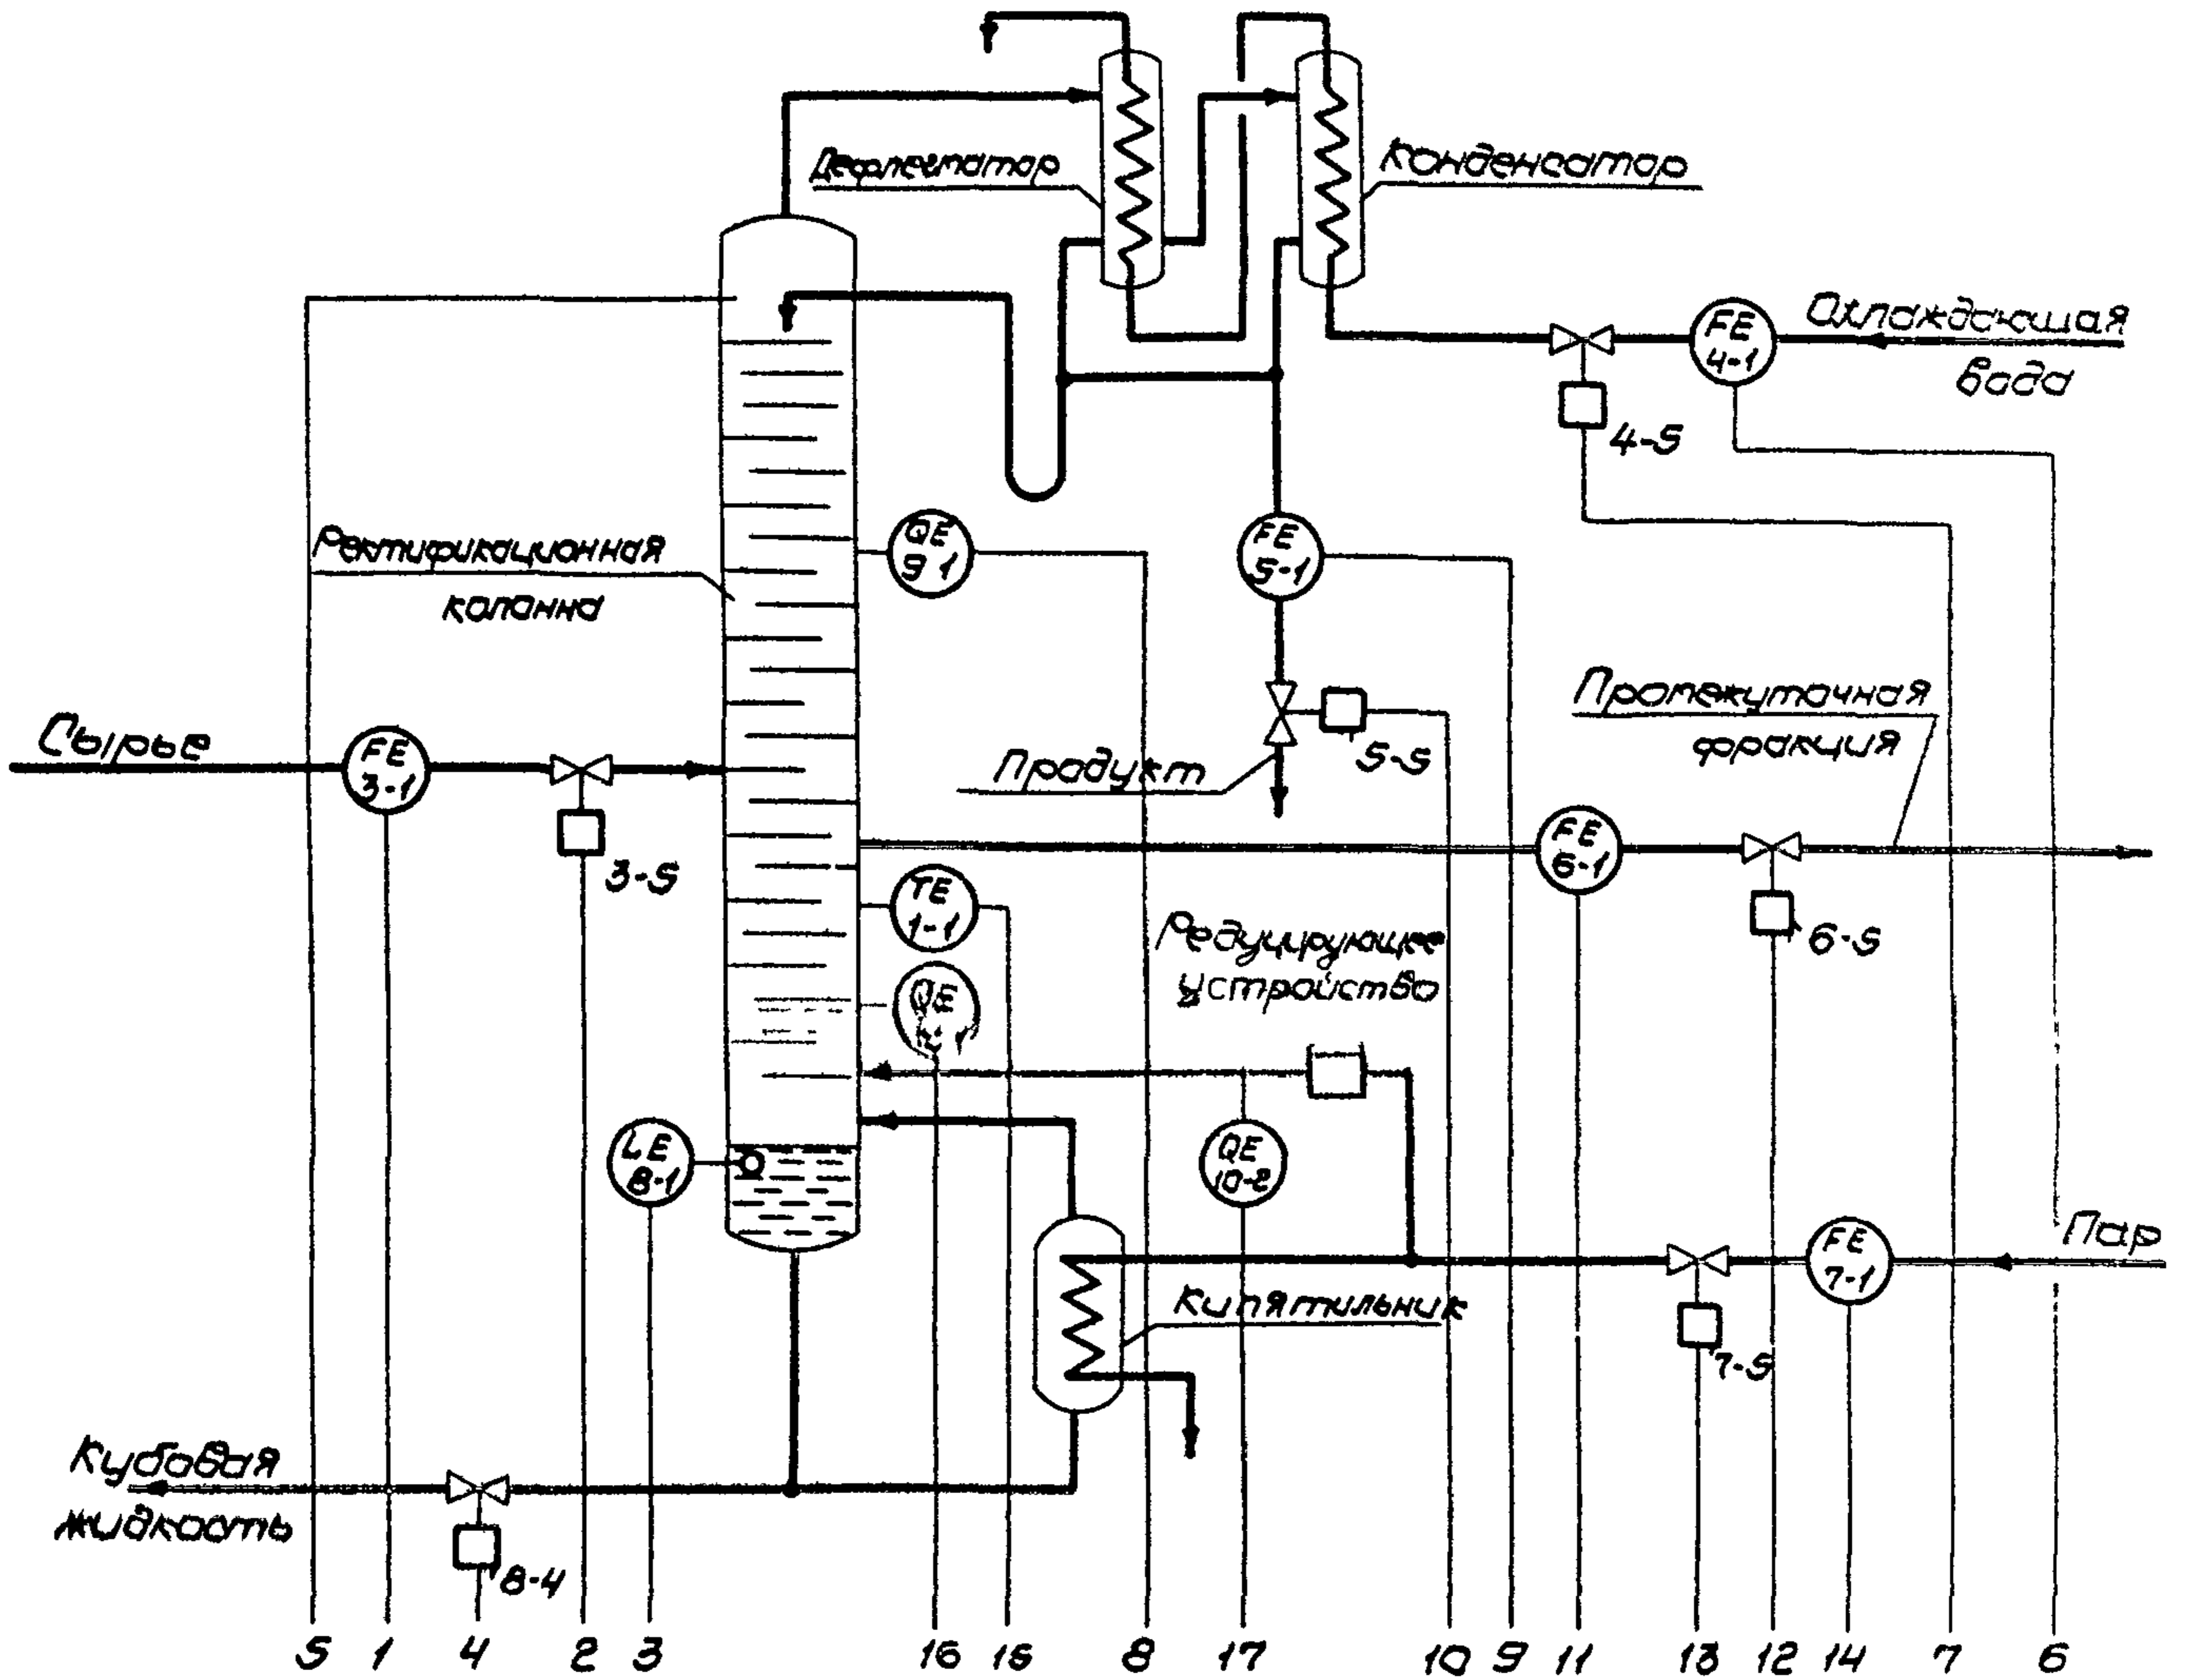 Дефлегматор
Конденсатор
FE
4-1
Охлаждающая
вода
4-5
Ректификационная
колонна
QE
9 1
FE
5-1
5-5
Продукт
Промежуточная
фракция
Сырье
FE
3-1
3-5
FE
6-1
6-5
TE
1-1
QE
Редуцирующее
устройство
LE
8-1
QE
10-2
Пар
FE
7-1
7-5
Кипятильник
Кубовая
жидкость
8-4
5 1 4 2 3 16 15 8 17 10 9 11 13 12 14 7 6